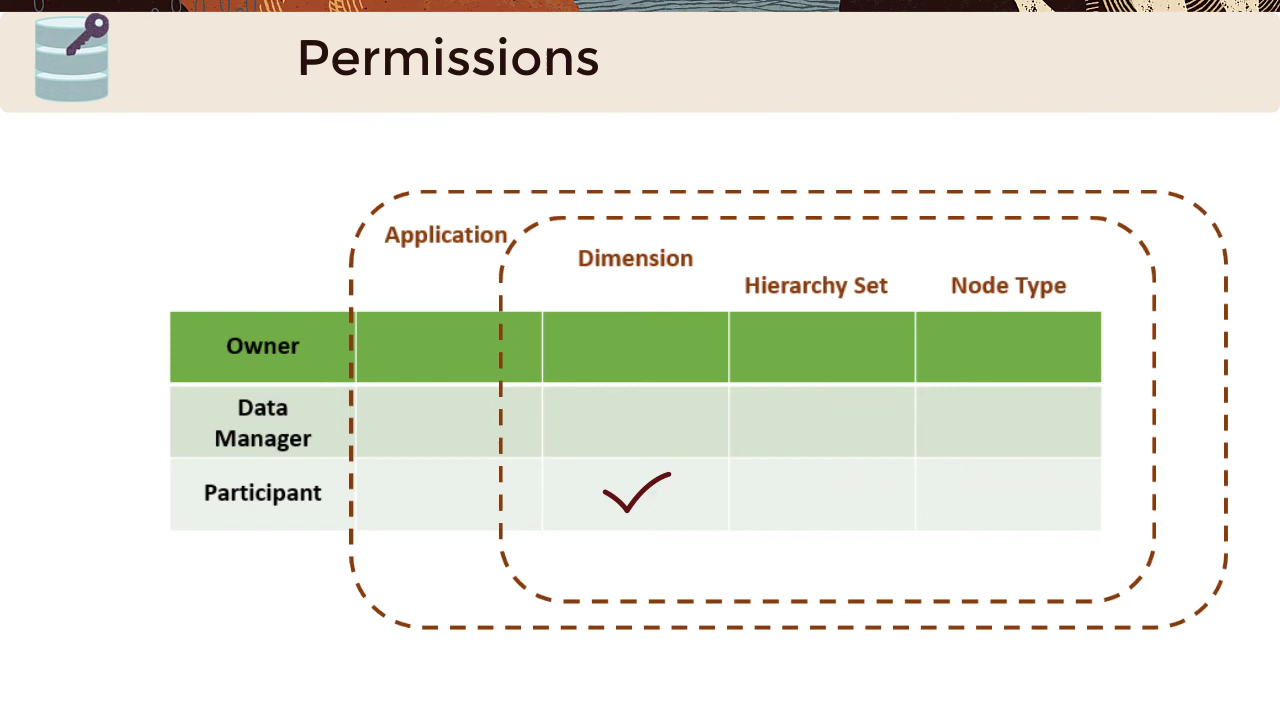 Permissions
Application
Dimension
Hierarchy Set
Node Type
Owner
Data
Manager
Participant